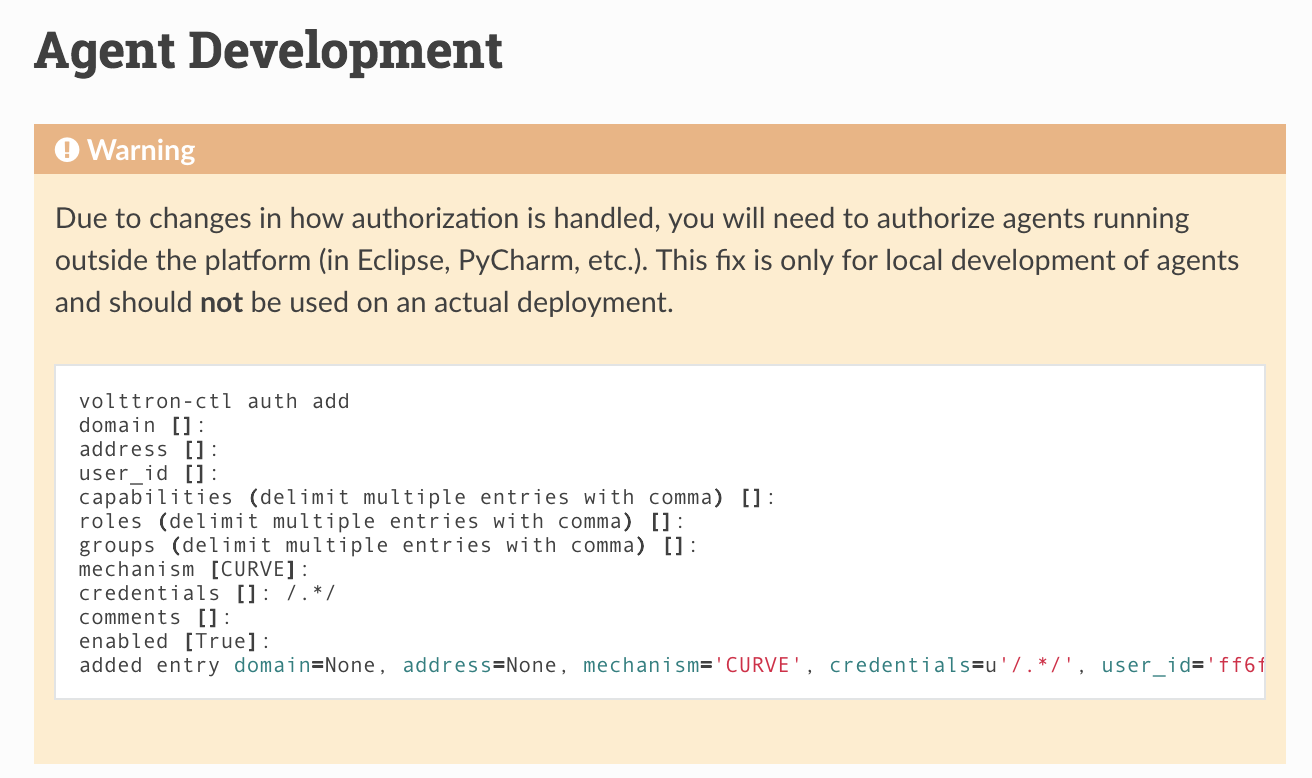 Agent Development
Warning
Due to changes in how authorization is handled, you will need to authorize agents running
outside the platform (in Eclipse, PyCharm, etc.). This fix is only for local development of agents
and should not be used on an actual deployment.
volttron-ctl auth add
domain []:
address []:
user_id []:
capabilities (delimit multiple entries with comma) []:
roles (delimit multiple entries with comma) []:
groups (delimit multiple entries with comma) []:
mechanism [CURVE]:
credentials []: /.*/
comments []:
enabled [True]:
added entry domain=None, address=None, mechanism='CURVE', credentials=u'/.*/', user_id='ff6f